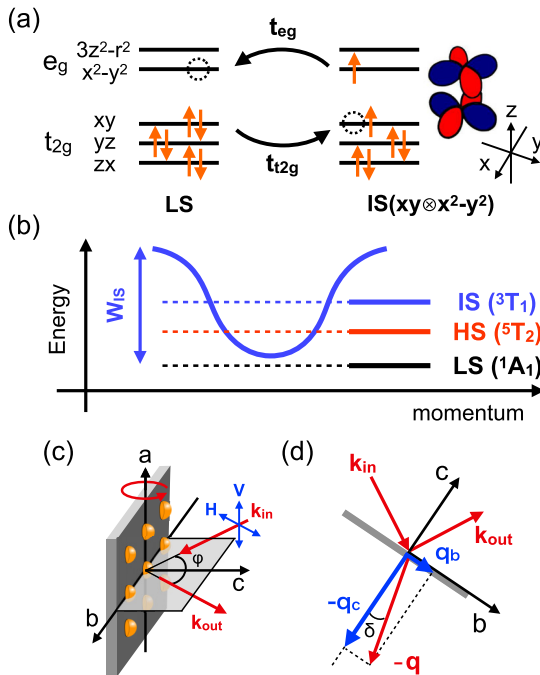 (a)
3z²-r²
e_g x²-y²
t_eg
xy
t_2g yz
zx
t_t2g
LS
IS(xy⊗x²-y²)
z
y
x
(b)
Energy
W_IS
IS (³T₁)
HS (⁵T₂)
LS (¹A₁)
momentum
(c)
a
V
H
k_in
φ
c
b
k_out
(d)
k_in
c
k_out
q_b
-q_c
δ
b
-q